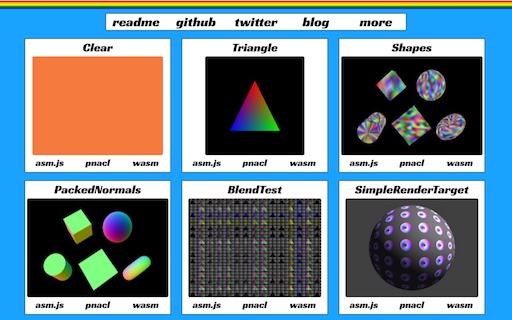 readme github twitter blog more
Clear Triangle Shapes
asm.js pnacl wasm asm.js pnacl wasm asm.js pnacl wasm
PackedNormals BlendTest SimpleRenderTarget
asm.js pnacl wasm asm.js pnacl wasm asm.js pnacl wasm